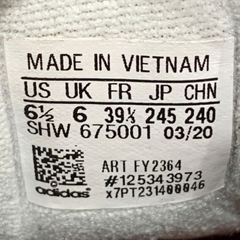 MADE IN VIETNAM
US UK FR JP CHN
6½ 6 39⅓ 245 240
SHW 675001 03/20
ART FY2364
#125343973
x7PT231400046
adidas